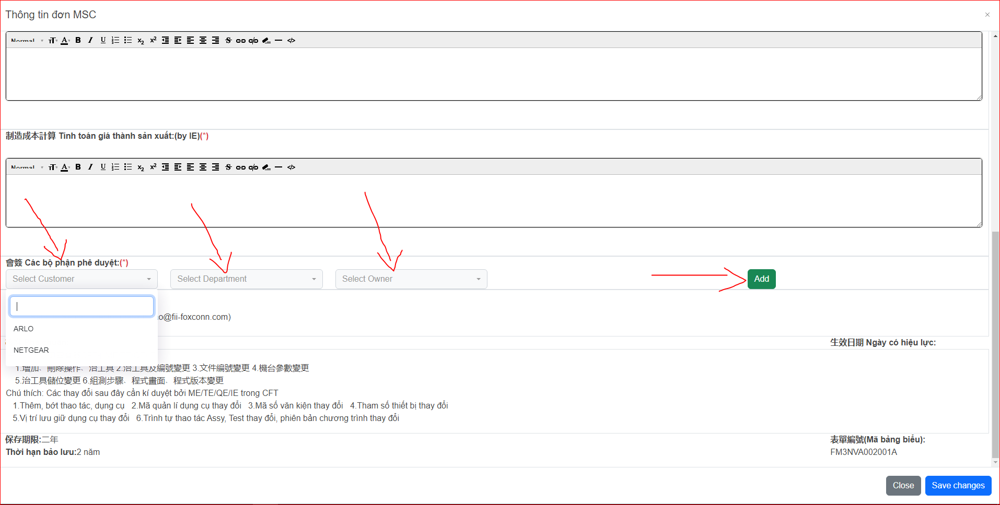 Thông tin đơn MSC
×
Normal
制造成本計算 Tính toán giá thành sản xuất:(by IE)(*)
Normal
會簽 Các bộ phận phê duyệt:(*)
Select Customer Select Department Select Owner Add
o@fii-foxconn.com)
ARLO
生效日期 Ngày có hiệu lực:
NETGEAR
1.增加、刪除操作、治工具 2.治工具及編號變更 3.文件編號變更 4.機台參數變更
5.治工具儲位變更 6.組測步驟、程式畫面、程式版本變更
Chú thích: Các thay đổi sau đây cần kí duyệt bởi ME/TE/QE/IE trong CFT
1.Thêm, bớt thao tác, dụng cụ 2.Mã quản lí dụng cụ thay đổi 3.Mã số văn kiện thay đổi 4.Tham số thiết bị thay đổi
5.Vị trí lưu giữ dụng cụ thay đổi 6.Trình tự thao tác Assy, Test thay đổi, phiên bản chương trình thay đổi
保存期限:二年 表單編號(Mã bảng biểu):
Thời hạn bảo lưu:2 năm FM3NVA002001A
Close Save changes